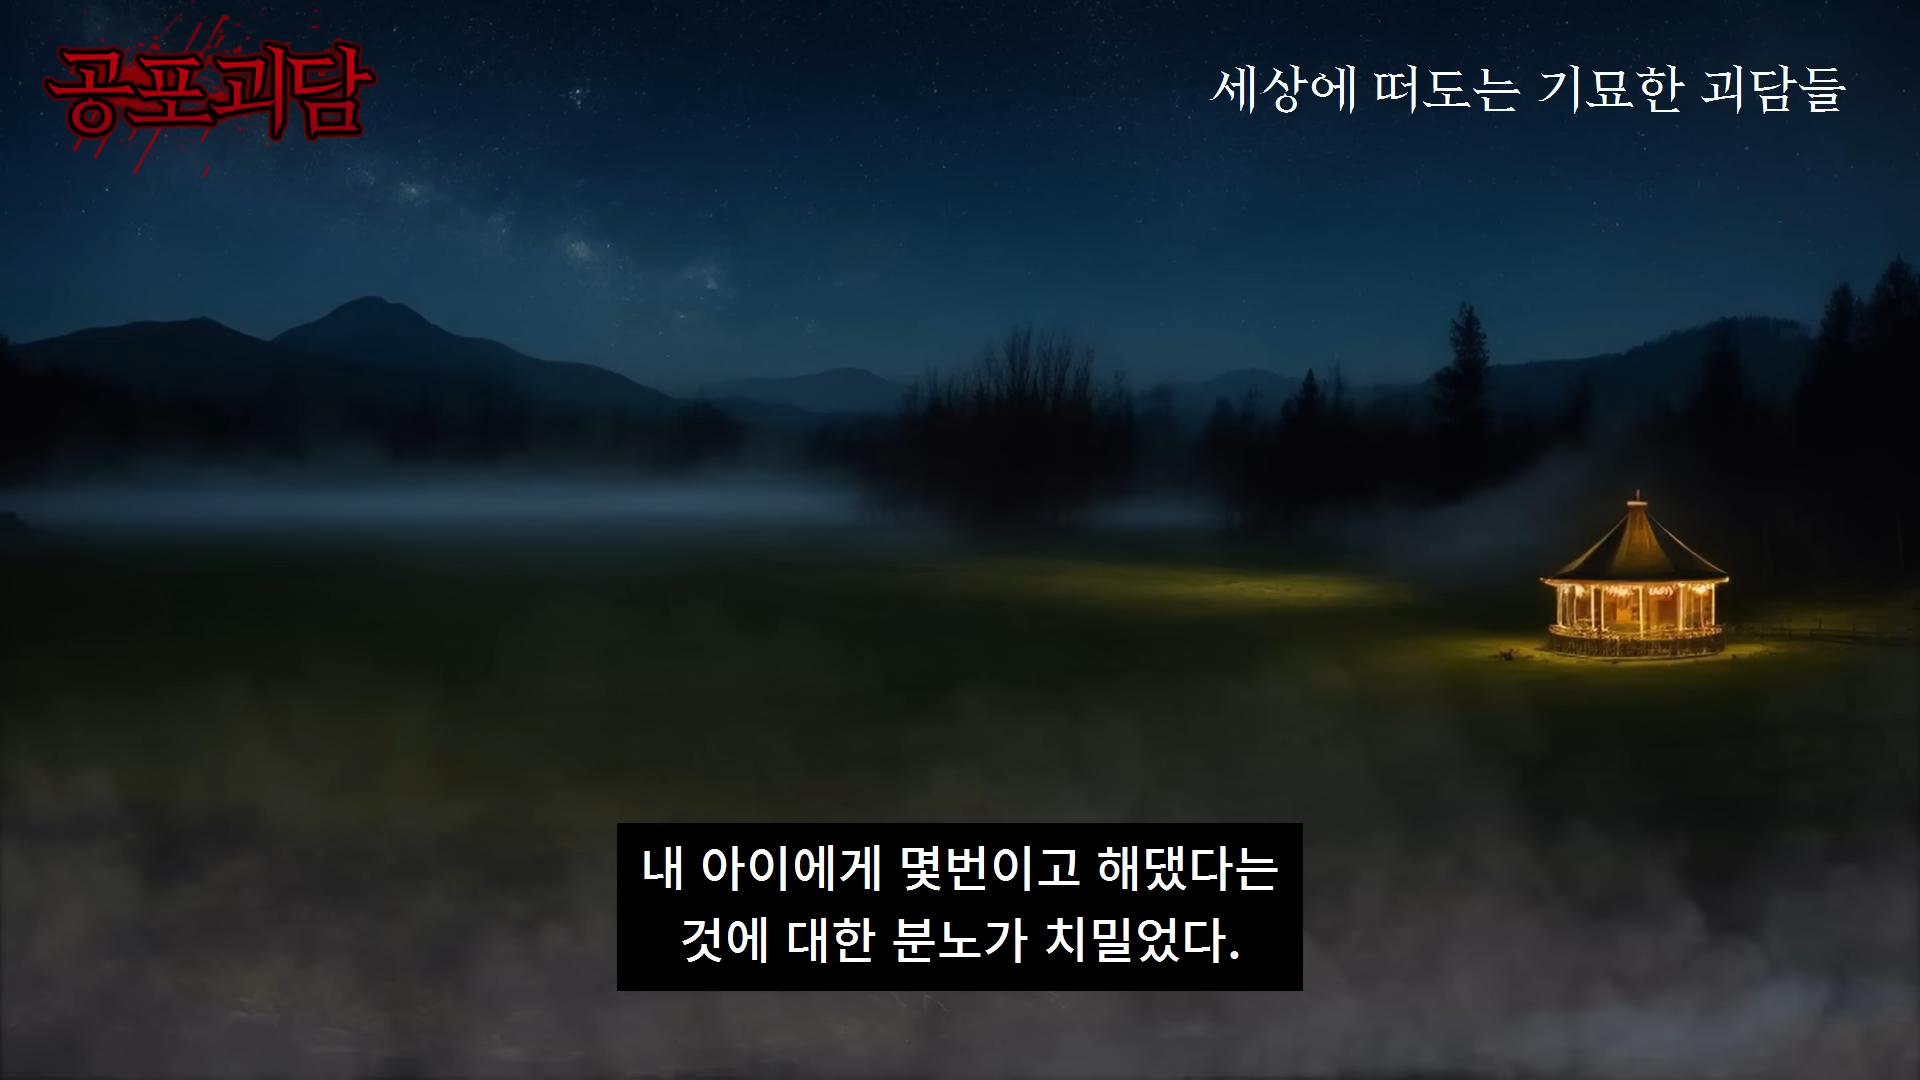 공포괴담
세상에 떠도는 기묘한 괴담들
내 아이에게 몇번이고 해댔다는
것에 대한 분노가 치밀었다.